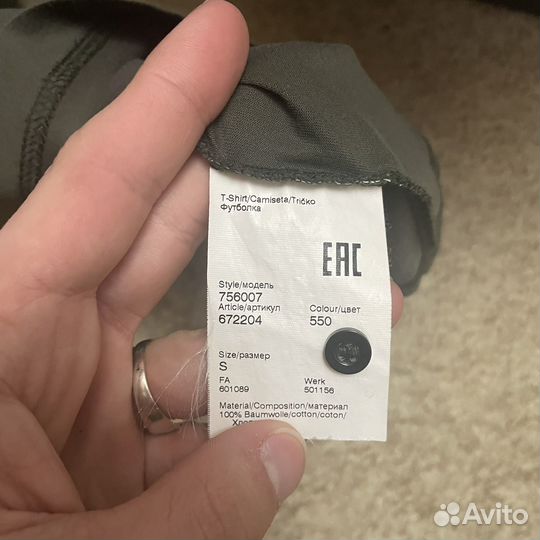 T-Shirt/Camiseta/Tričko
Футболка
EAC
Style/модель
756007
Article/артикул Colour/цвет
672204 550
Size/размер
S
FA Werk
601089 501156
Material/Composition/материал
100% Baumwolle/cotton/coton/
Avito